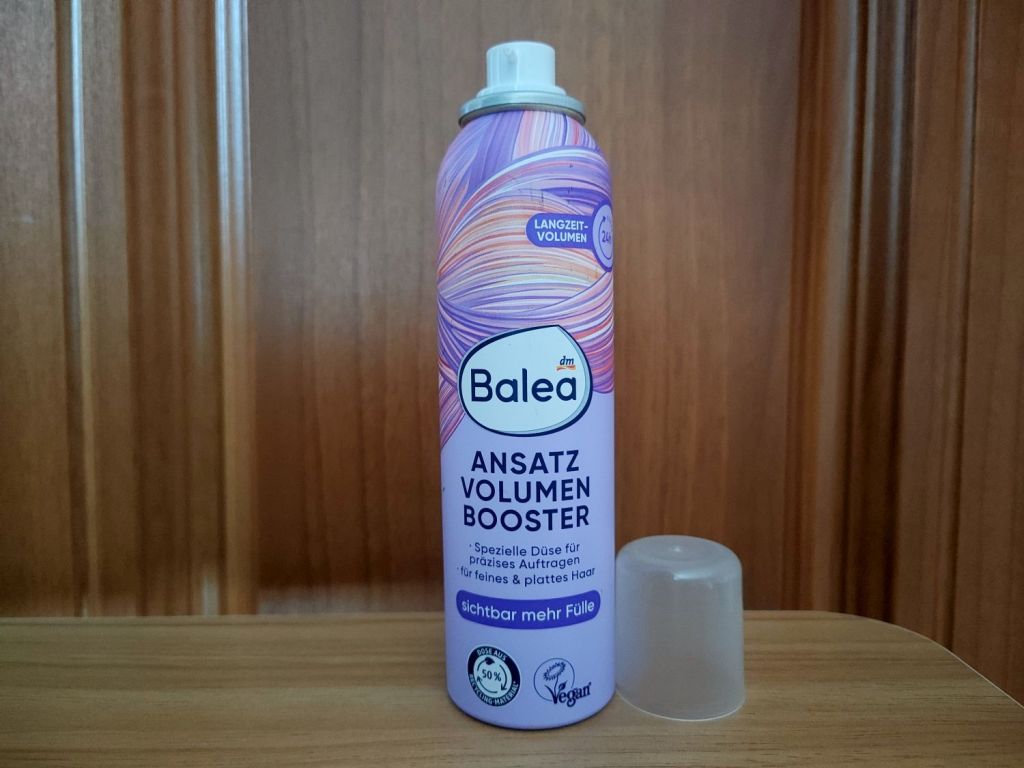 LANGZEIT-
VOLUMEN
24h
dm
Balea
ANSATZ
VOLUMEN
BOOSTER
· Spezielle Düse für
präzises Auftragen
· für feines & plattes Haar
sichtbar mehr Fülle
DOSE AUS
50 %
RECYCLING-MATERIAL
Vegan